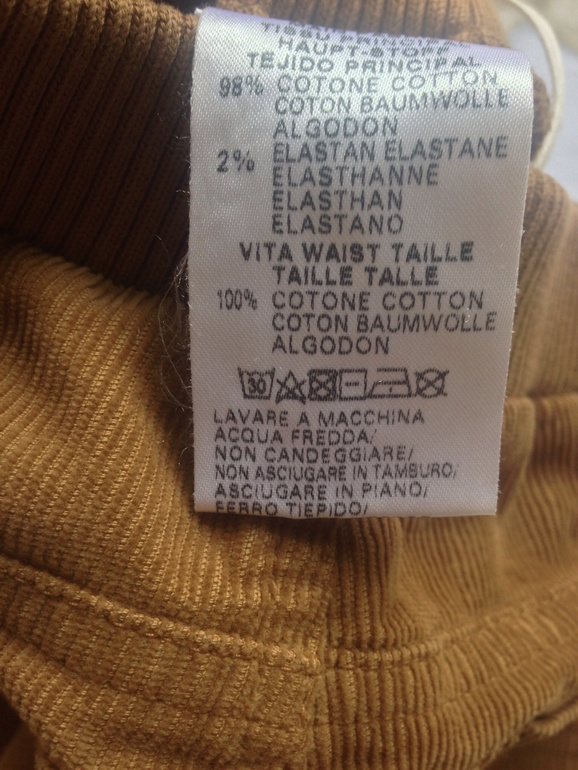 TISSU PRINCIPAL
HAUPT-STOFF
TEJIDO PRINCIPAL
98% COTONE COTTON
COTON BAUMWOLLE
ALGODON
2% ELASTAN ELASTANE
ELASTHANNE
ELASTHAN
ELASTANO
VITA WAIST TAILLE
TAILLE TALLE
100% COTONE COTTON
COTON BAUMWOLLE
ALGODON
30
LAVARE A MACCHINA
ACQUA FREDDA/
NON CANDEGGIARE/
NON ASCIUGARE IN TAMBURO/
ASCIUGARE IN PIANO/
FERRO TIEPIDO/